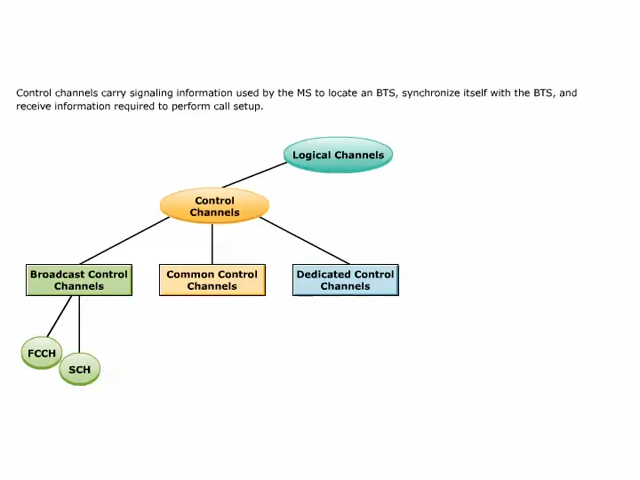 Control channels carry signaling information used by the MS to locate an BTS, synchronize itself with the BTS, and
receive information required to perform call setup.
Logical Channels
Control
Channels
Broadcast Control
Channels
Common Control
Channels
Dedicated Control
Channels
FCCH
SCH